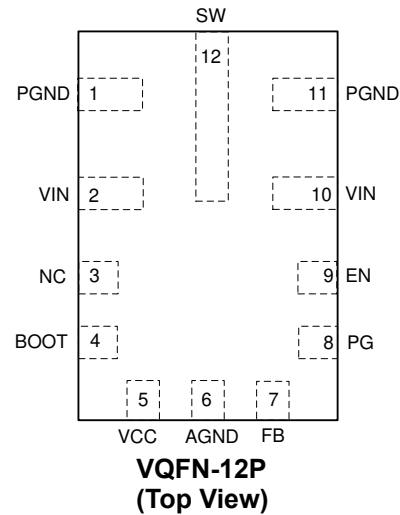 SW
12
PGND 1 11 PGND
VIN 2 10 VIN
NC 3 9 EN
BOOT 4 8 PG
5 6 7
VCC AGND FB
VQFN-12P
(Top View)